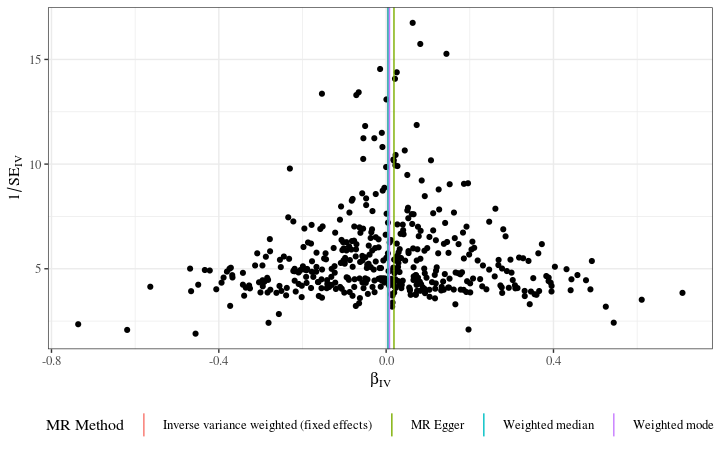 15
10
5
1/SE_IV
-0.8
-0.4
0.0
0.4
β_IV
MR Method Inverse variance weighted (fixed effects) MR Egger Weighted median Weighted mode